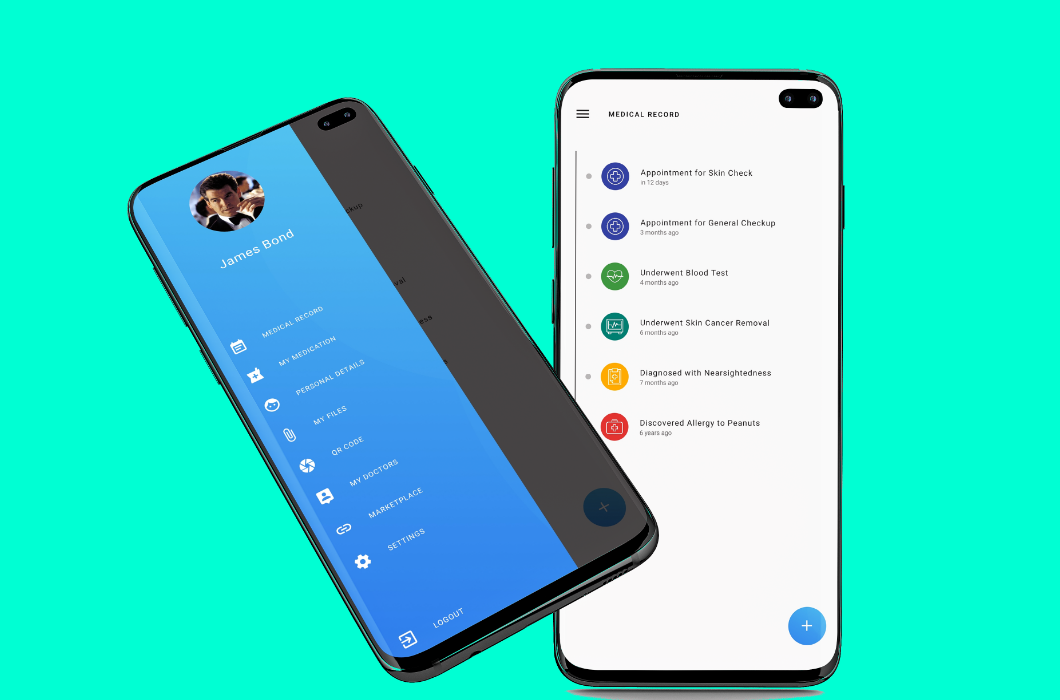 James Bond
MEDICAL RECORD
MY MEDICATION
PERSONAL DETAILS
MY FILES
QR CODE
MY DOCTORS
MARKETPLACE
SETTINGS
LOGOUT
MEDICAL RECORD
Appointment for Skin Check
in 12 days
Appointment for General Checkup
3 months ago
Underwent Blood Test
4 months ago
Underwent Skin Cancer Removal
6 months ago
Diagnosed with Nearsightedness
7 months ago
Discovered Allergy to Peanuts
6 years ago